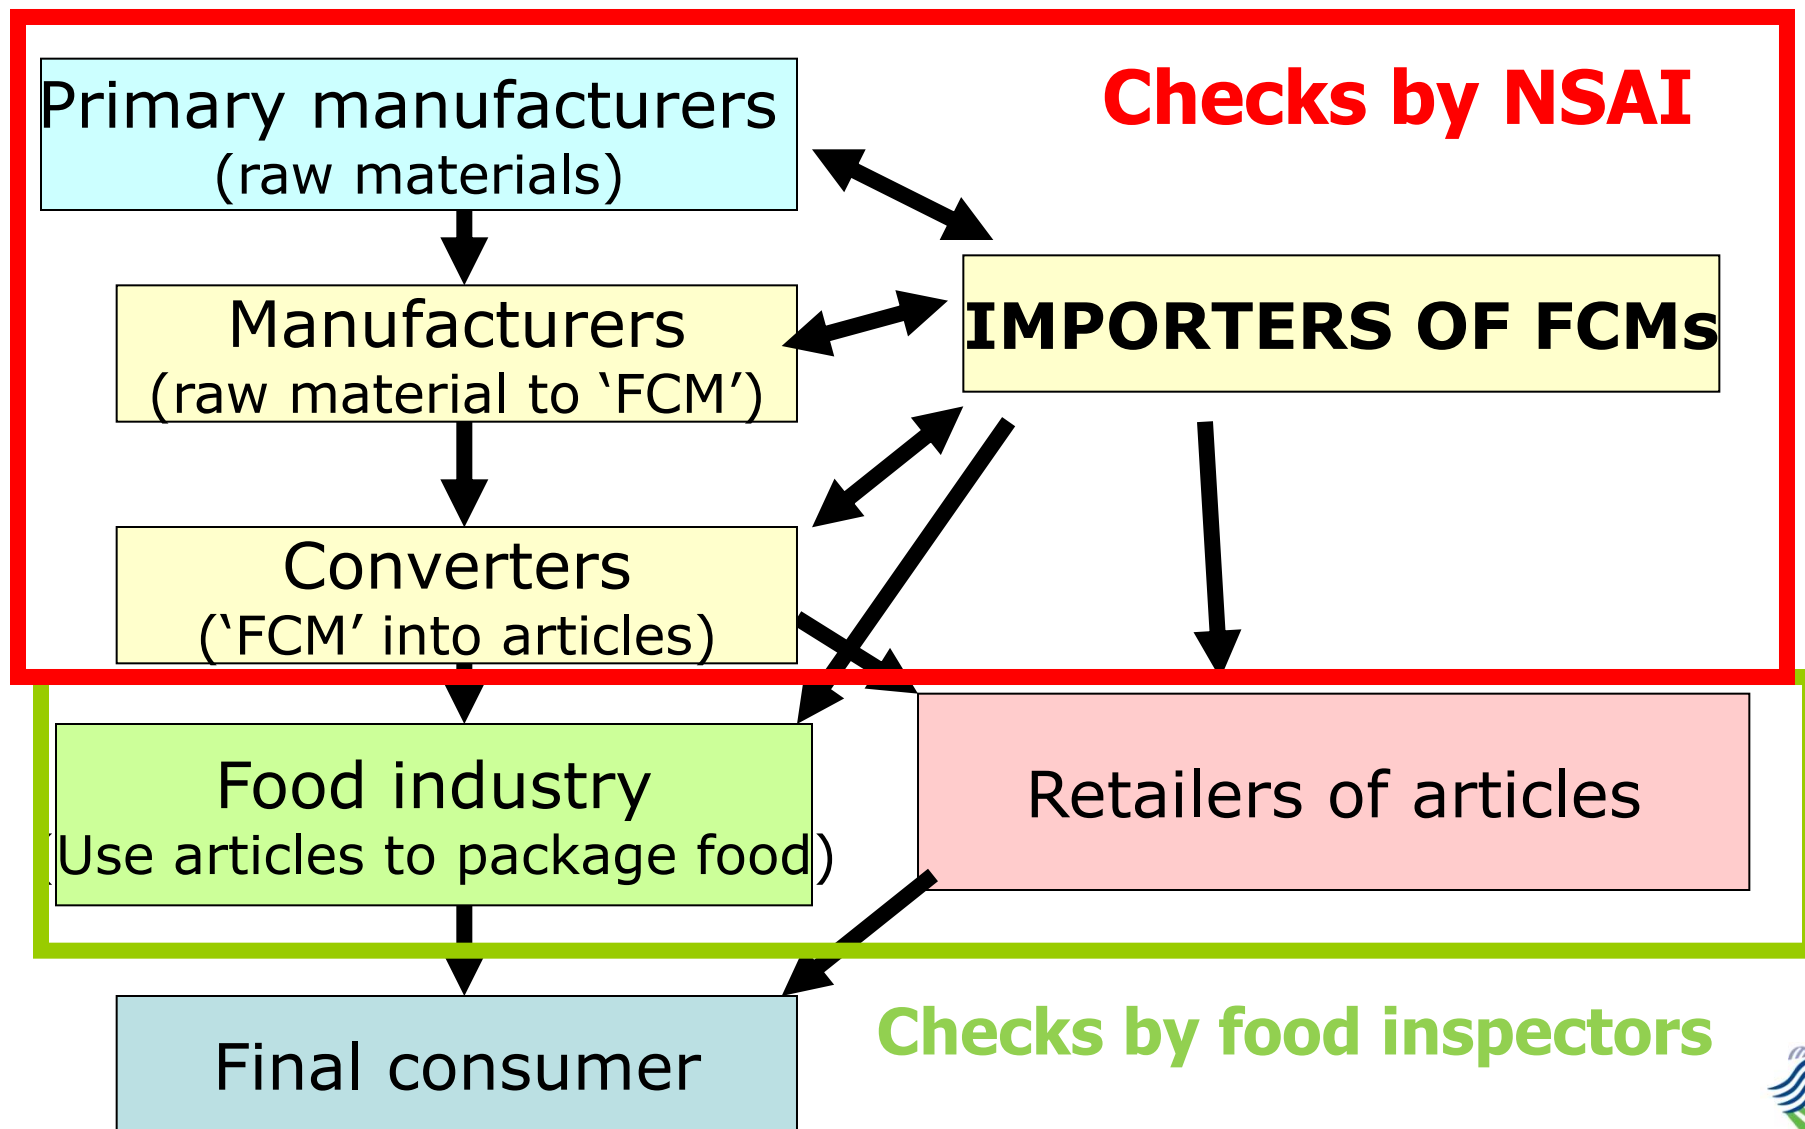 Checks by NSAI
Primary manufacturers
(raw materials)
Manufacturers
(raw material to ‘FCM’)
IMPORTERS OF FCMs
Converters
(‘FCM’ into articles)
Food industry
(Use articles to package food)
Retailers of articles
Checks by food inspectors
Final consumer